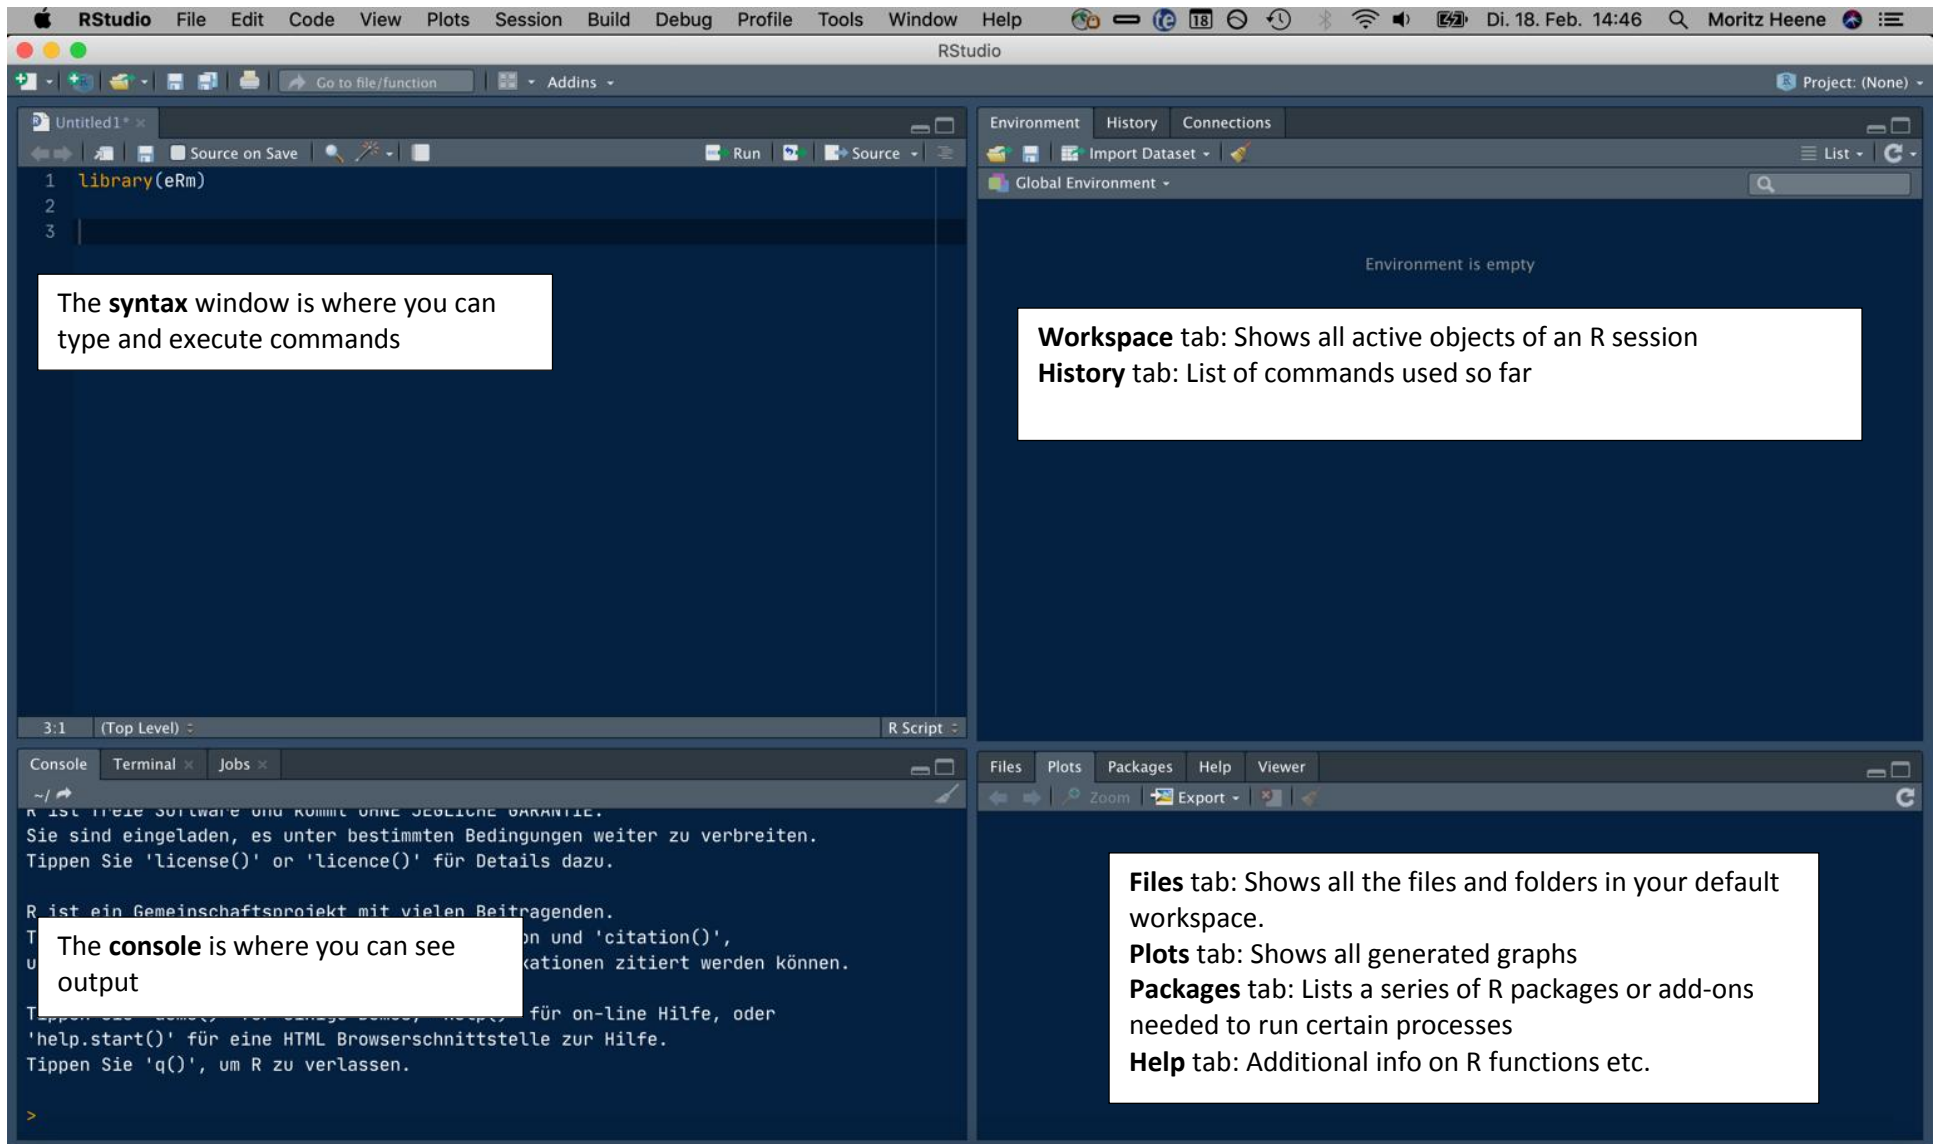 RStudio File Edit Code View Plots Session Build Debug Profile Tools Window Help 18 Di. 18. Feb. 14:46 Moritz Heene
RStudio
Go to file/function Addins Project: (None)
Untitled1*
Source on Save Run Source
1 library(eRm)
2
3
The syntax window is where you can
type and execute commands
3:1 (Top Level) R Script
Environment History Connections
Import Dataset List
Global Environment
Environment is empty
Workspace tab: Shows all active objects of an R session
History tab: List of commands used so far
Console Terminal Jobs
~/
R ist freie Software und kommt OHNE JEGLICHE GARANTIE.
Sie sind eingeladen, es unter bestimmten Bedingungen weiter zu verbreiten.
Tippen Sie 'license()' or 'licence()' für Details dazu.
R ist ein Gemeinschaftsprojekt mit vielen Beitragenden.
und 'citation()',
zitiert werden können.
The console is where you can see
output
für on-line Hilfe, oder
'help.start()' für eine HTML Browserschnittstelle zur Hilfe.
Tippen Sie 'q()', um R zu verlassen.
>
Files Plots Packages Help Viewer
Zoom Export
Files tab: Shows all the files and folders in your default
workspace.
Plots tab: Shows all generated graphs
Packages tab: Lists a series of R packages or add-ons
needed to run certain processes
Help tab: Additional info on R functions etc.